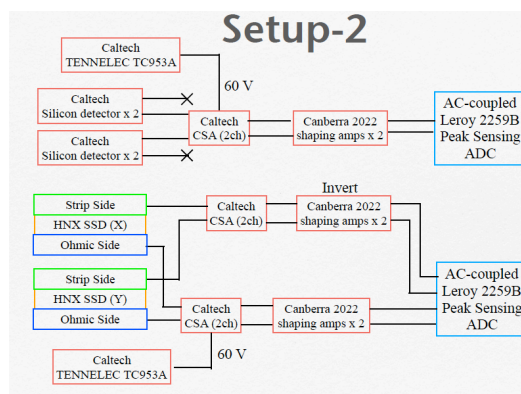 Setup-2
Caltech
TENNELEC TC953A
60 V
Caltech
Silicon detector x 2
Caltech
Silicon detector x 2
Caltech
CSA (2ch)
Canberra 2022
shaping amps x 2
AC-coupled
Leroy 2259B
Peak Sensing
ADC
Strip Side
HNX SSD (X)
Ohmic Side
Strip Side
HNX SSD (Y)
Ohmic Side
Caltech
CSA (2ch)
Invert
Canberra 2022
shaping amps x 2
Caltech
CSA (2ch)
Canberra 2022
shaping amps x 2
AC-coupled
Leroy 2259B
Peak Sensing
ADC
60 V
Caltech
TENNELEC TC953A